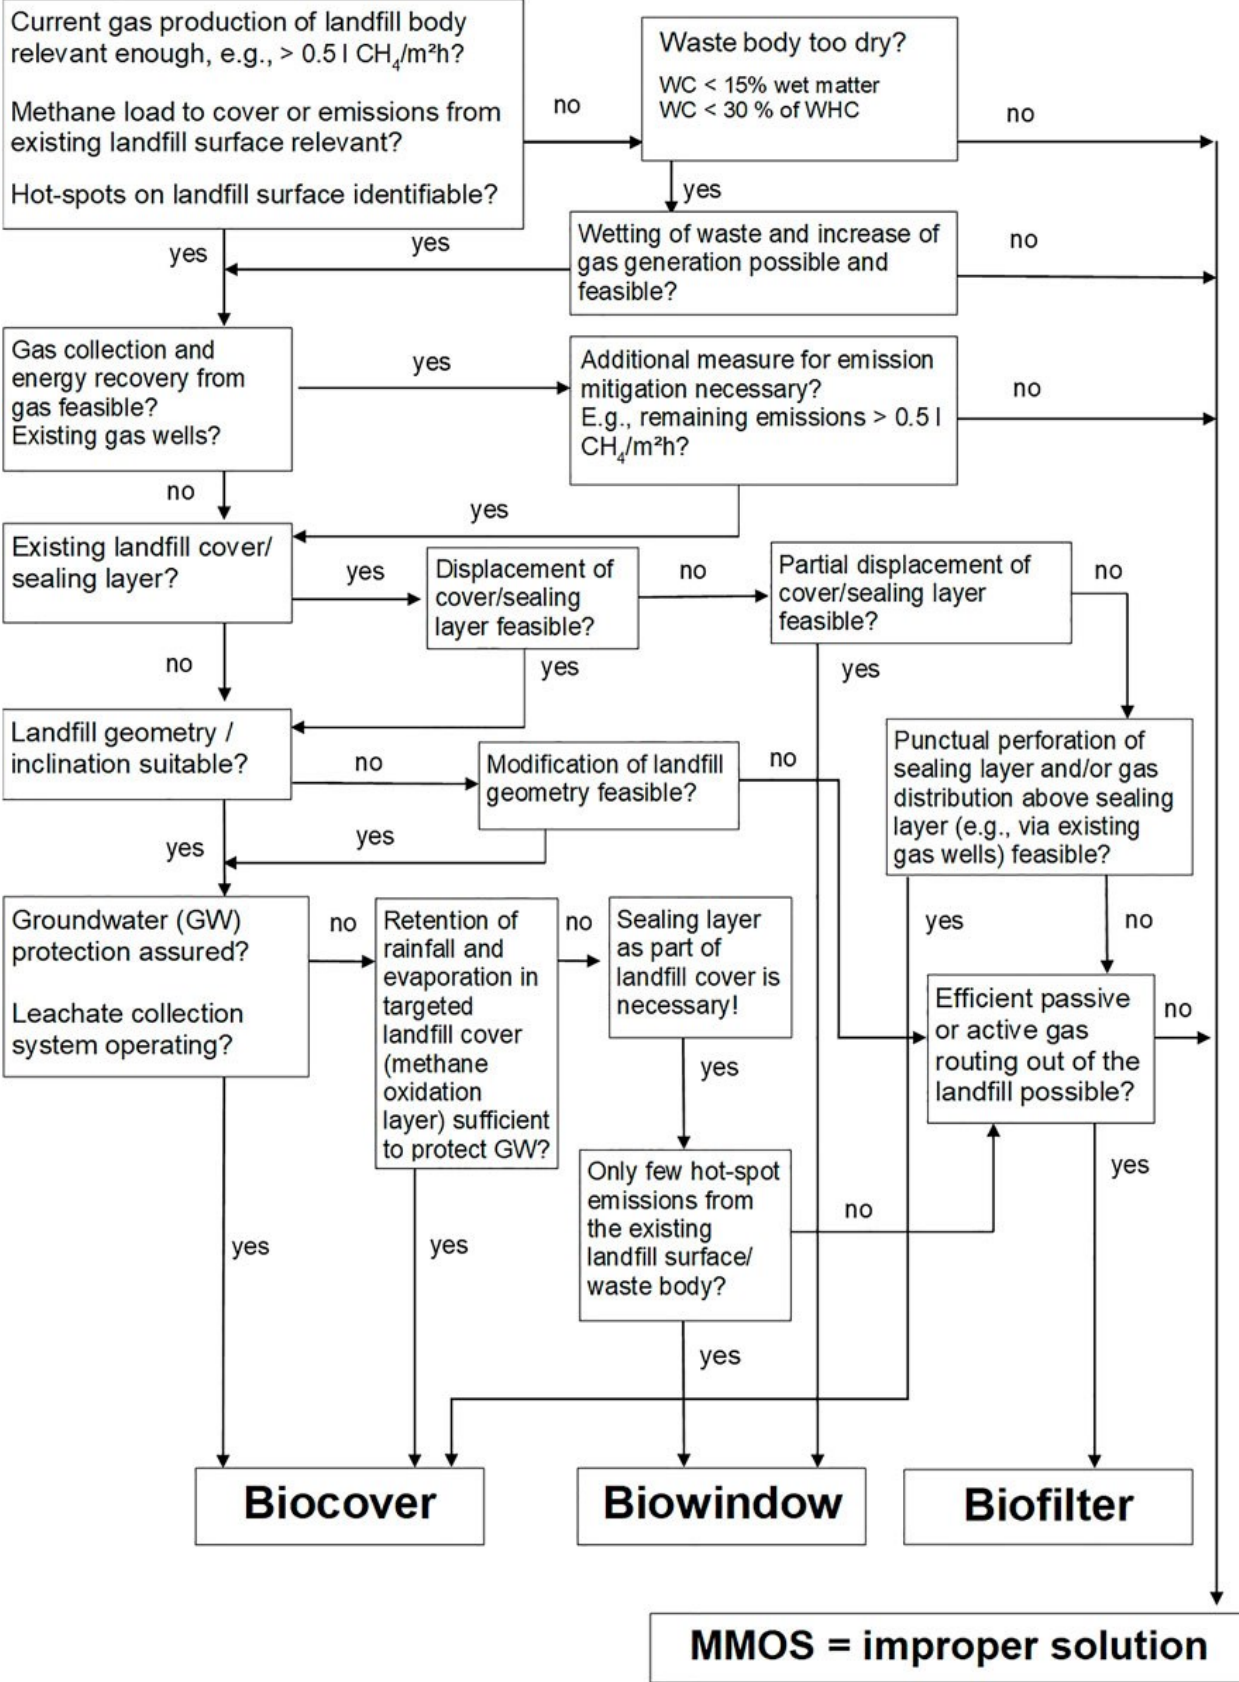 Current gas production of landfill body
relevant enough, e.g., > 0.5 l CH₄/m²h?
Methane load to cover or emissions from
existing landfill surface relevant?
Hot-spots on landfill surface identifiable?
no
Waste body too dry?
WC < 15% wet matter
WC < 30 % of WHC
no
yes
yes
yes
Wetting of waste and increase of
gas generation possible and
feasible?
no
Gas collection and
energy recovery from
gas feasible?
Existing gas wells?
yes
Additional measure for emission
mitigation necessary?
E.g., remaining emissions > 0.5 l
CH₄/m²h?
no
no
yes
Existing landfill cover/
sealing layer?
yes
Displacement of
cover/sealing
layer feasible?
no
Partial displacement of
cover/sealing layer
feasible?
no
no
yes
yes
Landfill geometry /
inclination suitable?
no
Modification of landfill
geometry feasible?
no
Punctual perforation of
sealing layer and/or gas
distribution above sealing
layer (e.g., via existing
gas wells) feasible?
yes
yes
Groundwater (GW)
protection assured?
Leachate collection
system operating?
no
Retention of
rainfall and
evaporation in
targeted
landfill cover
(methane
oxidation
layer) sufficient
to protect GW?
no
Sealing layer
as part of
landfill cover is
necessary!
yes
no
Efficient passive
or active gas
routing out of the
landfill possible?
no
yes
Only few hot-spot
emissions from
the existing
landfill surface/
waste body?
no
yes
yes
yes
yes
Biocover
Biowindow
Biofilter
MMOS = improper solution